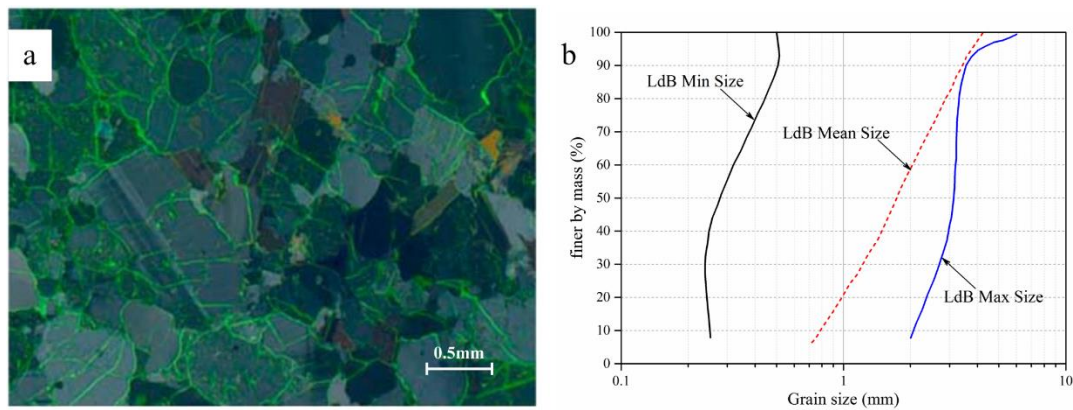 a
0.5mm
b
LdB Min Size
LdB Mean Size
LdB Max Size
finer by mass (%)
100
90
80
70
60
50
40
30
20
10
0
0.1
1
10
Grain size (mm)